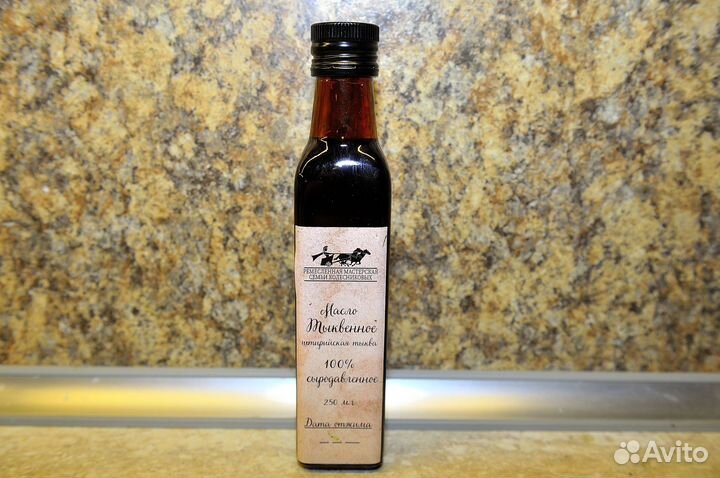 РЕМЕСЛЕННАЯ МАСТЕРСКАЯ
СЕМЬИ КОЛЕСНИКОВЫХ
Масло
Тыквенное
штирийская тыква
100%
сыродавленное
250 мл
Дата отжима
Avito